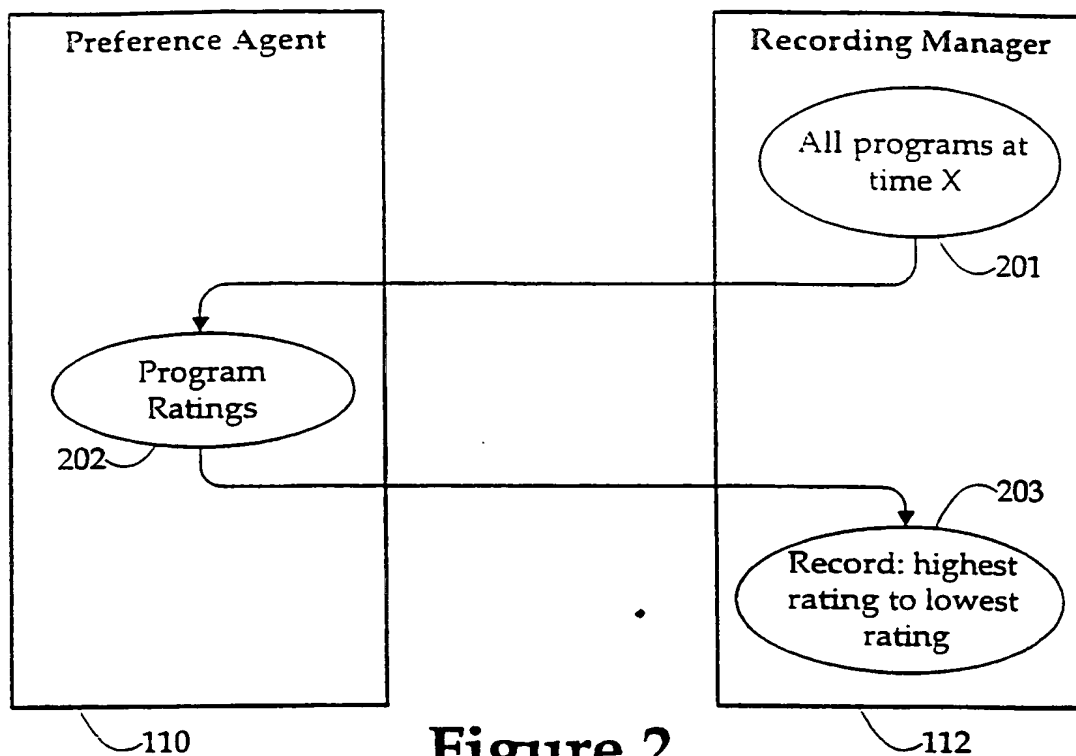 Preference Agent
Recording Manager
All programs at
time X
201
Program
Ratings
202
203
Record: highest
rating to lowest
rating
110
112
Figure 2